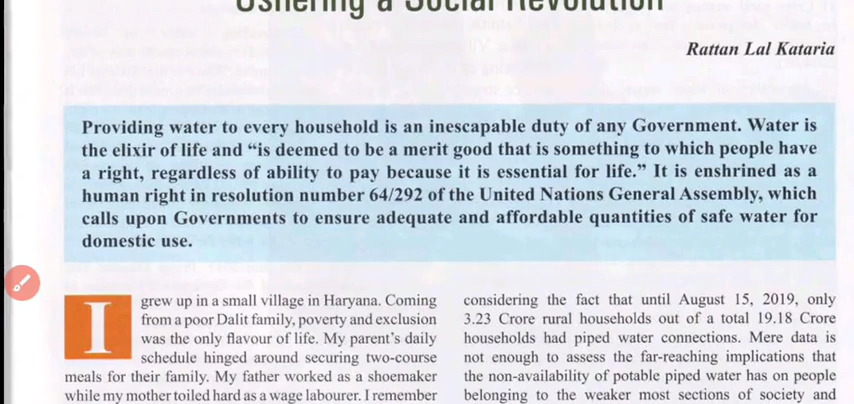 Ushering a Social Revolution
Rattan Lal Kataria
Providing water to every household is an inescapable duty of any Government. Water is
the elixir of life and “is deemed to be a merit good that is something to which people have
a right, regardless of ability to pay because it is essential for life.” It is enshrined as a
human right in resolution number 64/292 of the United Nations General Assembly, which
calls upon Governments to ensure adequate and affordable quantities of safe water for
domestic use.
I grew up in a small village in Haryana. Coming
from a poor Dalit family, poverty and exclusion
was the only flavour of life. My parent’s daily
schedule hinged around securing two-course
meals for their family. My father worked as a shoemaker
while my mother toiled hard as a wage labourer. I remember
considering the fact that until August 15, 2019, only
3.23 Crore rural households out of a total 19.18 Crore
households had piped water connections. Mere data is
not enough to assess the far-reaching implications that
the non-availability of potable piped water has on people
belonging to the weaker most sections of society and